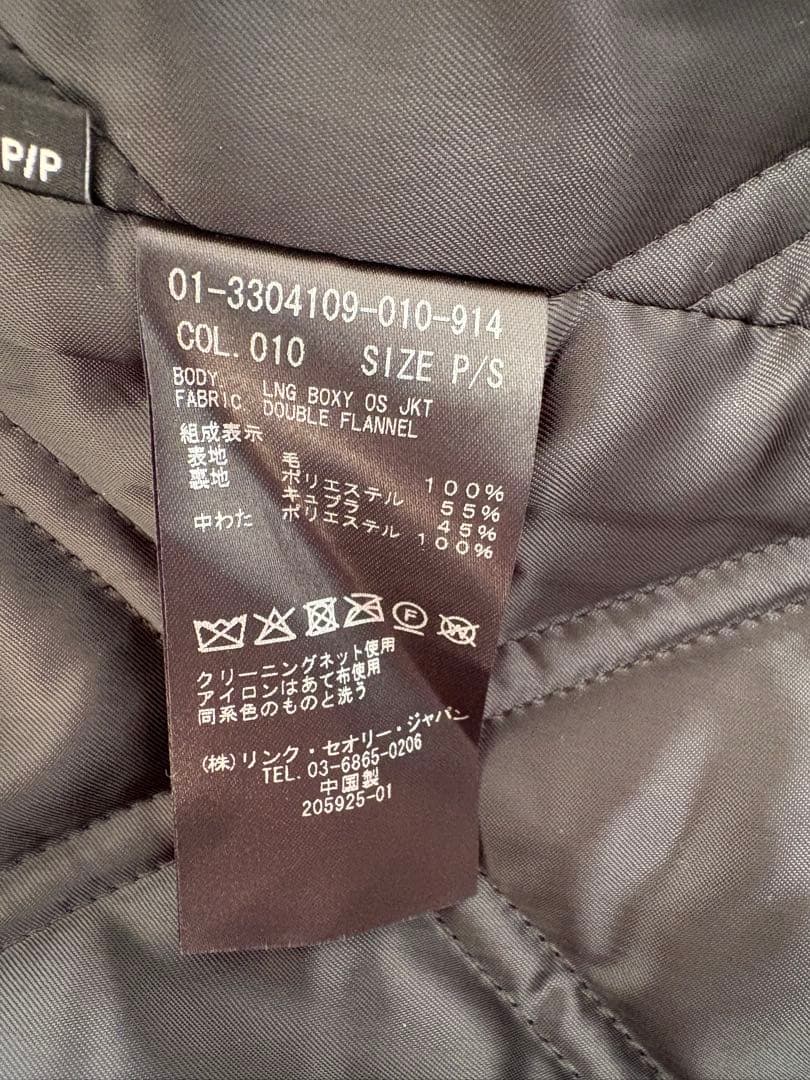 P/P
01-3304109-010-914
COL. 010 SIZE P/S
BODY LNG BOXY OS JKT
FABRIC DOUBLE FLANNEL
組成表示
表地 毛 100%
裏地 ポリエステル 55%
キュプラ 45%
中わた ポリエステル 100%
F
W
クリーニングネット使用
アイロンはあて布使用
同系色のものと洗う
(株)リンク・セオリー・ジャパン
TEL. 03-6865-0206
中国製
205925-01